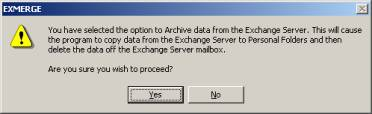 EXMERGE
You have selected the option to Archive data from the Exchange Server. This will cause
the program to copy data from the Exchange Server to Personal Folders and then
delete the data off the Exchange Server mailbox.
Are you sure you wish to proceed?
Yes
No